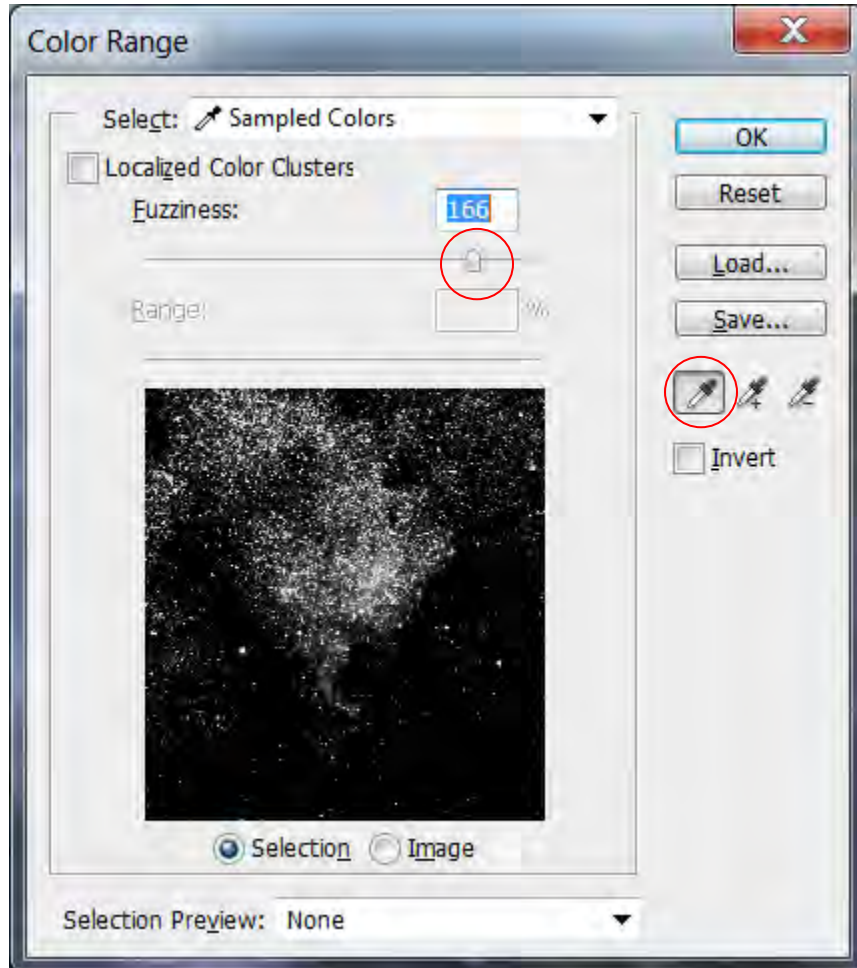 Color Range
X
Select: Sampled Colors
OK
Localized Color Clusters
Reset
Fuzziness: 166
Load...
Range: %
Save...
Invert
Selection Image
Selection Preview: None